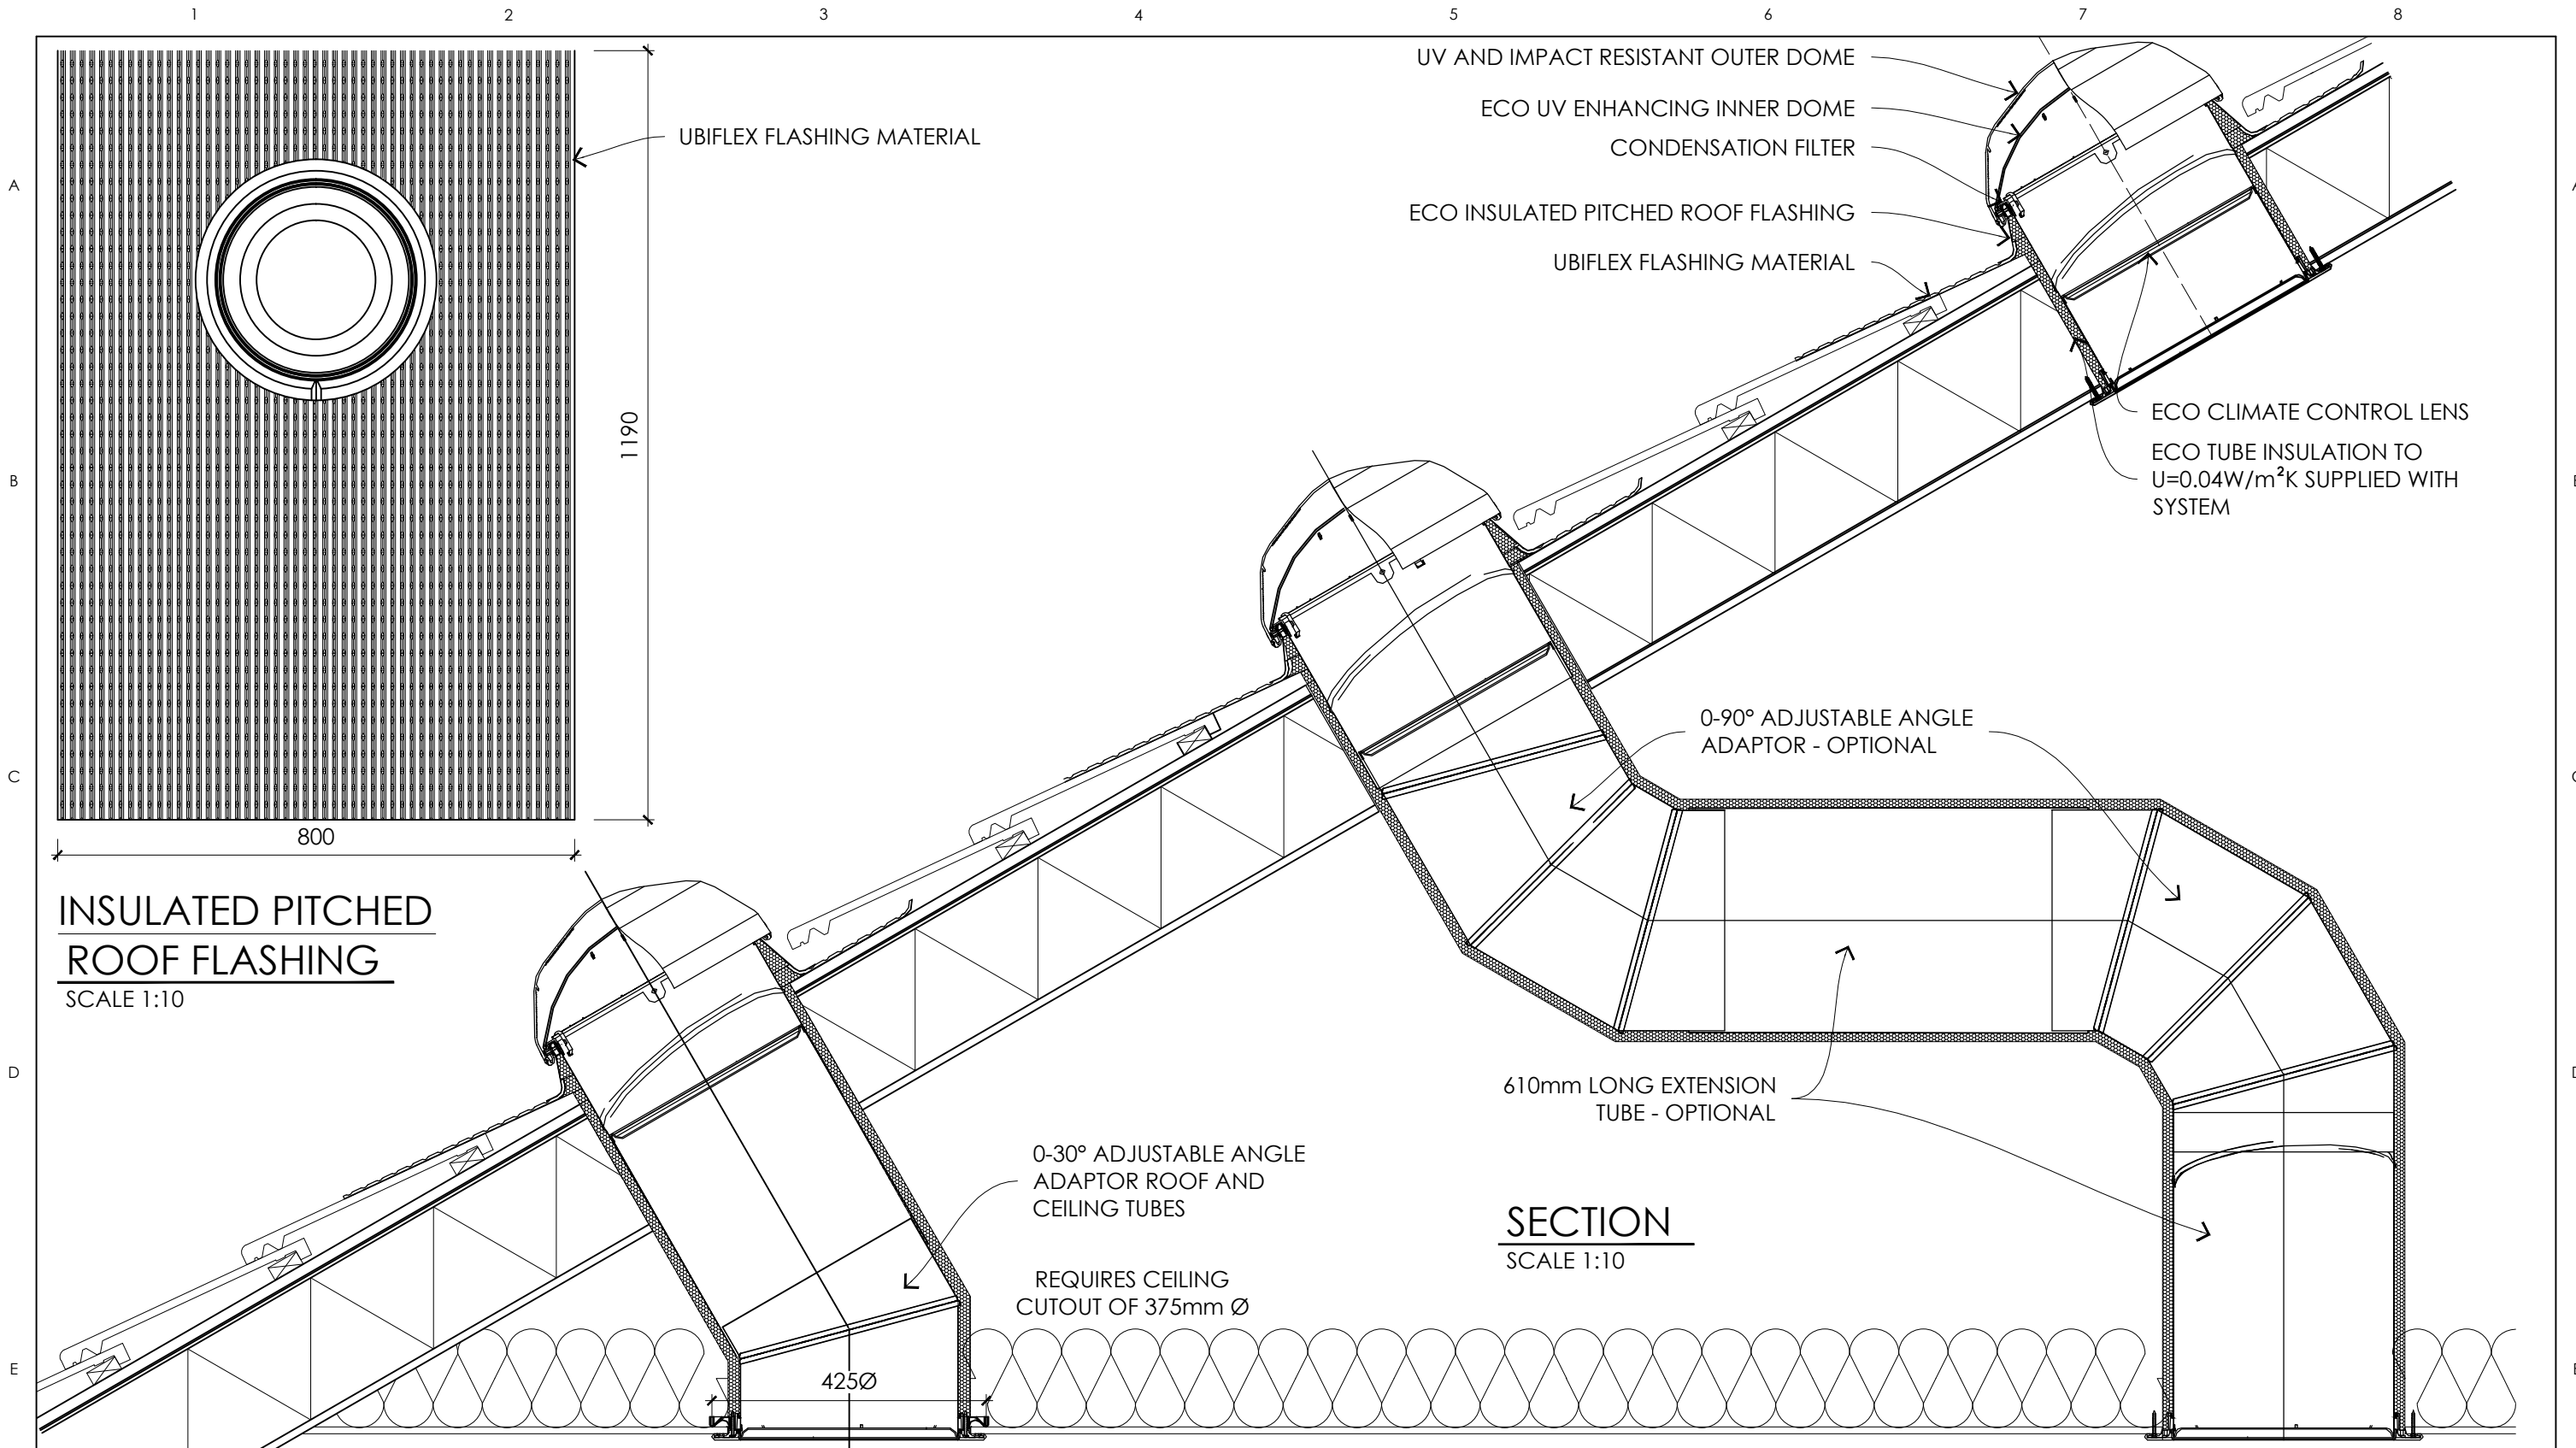 1 2 3 4 5 6 7 8
A
B
C
D
E
UBIFLEX FLASHING MATERIAL
1190
800
INSULATED PITCHED
ROOF FLASHING
SCALE 1:10
UV AND IMPACT RESISTANT OUTER DOME
ECO UV ENHANCING INNER DOME
CONDENSATION FILTER
ECO INSULATED PITCHED ROOF FLASHING
UBIFLEX FLASHING MATERIAL
ECO CLIMATE CONTROL LENS
ECO TUBE INSULATION TO
U=0.04W/m²K SUPPLIED WITH
SYSTEM
0-90° ADJUSTABLE ANGLE
ADAPTOR - OPTIONAL
610mm LONG EXTENSION
TUBE - OPTIONAL
0-30° ADJUSTABLE ANGLE
ADAPTOR ROOF AND
CEILING TUBES
REQUIRES CEILING
CUTOUT OF 375mm Ø
SECTION
SCALE 1:10
425Ø